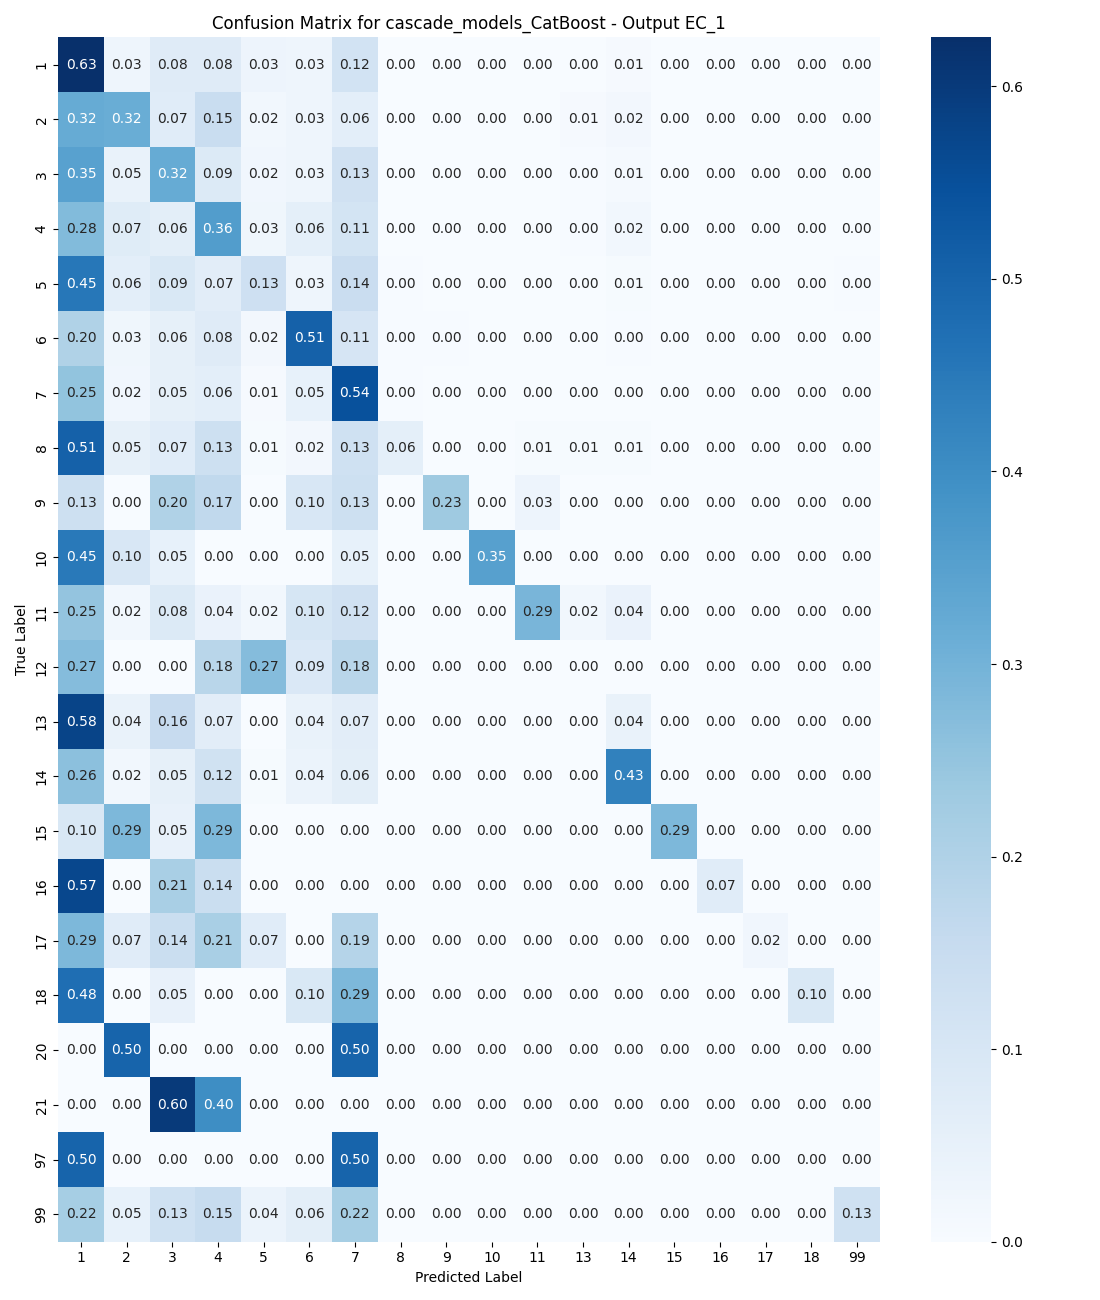 Confusion Matrix for cascade_models_CatBoost - Output EC_1
1 0.63 0.03 0.08 0.08 0.03 0.03 0.12 0.00 0.00 0.00 0.00 0.00 0.01 0.00 0.00 0.00 0.00 0.00
2 0.32 0.32 0.07 0.15 0.02 0.03 0.06 0.00 0.00 0.00 0.00 0.01 0.02 0.00 0.00 0.00 0.00 0.00
3 0.35 0.05 0.32 0.09 0.02 0.03 0.13 0.00 0.00 0.00 0.00 0.00 0.01 0.00 0.00 0.00 0.00 0.00
4 0.28 0.07 0.06 0.36 0.03 0.06 0.11 0.00 0.00 0.00 0.00 0.00 0.02 0.00 0.00 0.00 0.00 0.00
5 0.45 0.06 0.09 0.07 0.13 0.03 0.14 0.00 0.00 0.00 0.00 0.00 0.01 0.00 0.00 0.00 0.00 0.00
6 0.20 0.03 0.06 0.08 0.02 0.51 0.11 0.00 0.00 0.00 0.00 0.00 0.00 0.00 0.00 0.00 0.00 0.00
7 0.25 0.02 0.05 0.06 0.01 0.05 0.54 0.00 0.00 0.00 0.00 0.00 0.00 0.00 0.00 0.00 0.00 0.00
8 0.51 0.05 0.07 0.13 0.01 0.02 0.13 0.06 0.00 0.00 0.01 0.01 0.01 0.00 0.00 0.00 0.00 0.00
9 0.13 0.00 0.20 0.17 0.00 0.10 0.13 0.00 0.23 0.00 0.03 0.00 0.00 0.00 0.00 0.00 0.00 0.00
10 0.45 0.10 0.05 0.00 0.00 0.00 0.05 0.00 0.00 0.35 0.00 0.00 0.00 0.00 0.00 0.00 0.00 0.00
11 0.25 0.02 0.08 0.04 0.02 0.10 0.12 0.00 0.00 0.00 0.29 0.02 0.04 0.00 0.00 0.00 0.00 0.00
12 0.27 0.00 0.00 0.18 0.27 0.09 0.18 0.00 0.00 0.00 0.00 0.00 0.00 0.00 0.00 0.00 0.00 0.00
13 0.58 0.04 0.16 0.07 0.00 0.04 0.07 0.00 0.00 0.00 0.00 0.00 0.04 0.00 0.00 0.00 0.00 0.00
14 0.26 0.02 0.05 0.12 0.01 0.04 0.06 0.00 0.00 0.00 0.00 0.00 0.43 0.00 0.00 0.00 0.00 0.00
15 0.10 0.29 0.05 0.29 0.00 0.00 0.00 0.00 0.00 0.00 0.00 0.00 0.00 0.29 0.00 0.00 0.00 0.00
16 0.57 0.00 0.21 0.14 0.00 0.00 0.00 0.00 0.00 0.00 0.00 0.00 0.00 0.00 0.07 0.00 0.00 0.00
17 0.29 0.07 0.14 0.21 0.07 0.00 0.19 0.00 0.00 0.00 0.00 0.00 0.00 0.00 0.00 0.02 0.00 0.00
18 0.48 0.00 0.05 0.00 0.00 0.10 0.29 0.00 0.00 0.00 0.00 0.00 0.00 0.00 0.00 0.00 0.10 0.00
20 0.00 0.50 0.00 0.00 0.00 0.00 0.50 0.00 0.00 0.00 0.00 0.00 0.00 0.00 0.00 0.00 0.00 0.00
21 0.00 0.00 0.60 0.40 0.00 0.00 0.00 0.00 0.00 0.00 0.00 0.00 0.00 0.00 0.00 0.00 0.00 0.00
97 0.50 0.00 0.00 0.00 0.00 0.00 0.50 0.00 0.00 0.00 0.00 0.00 0.00 0.00 0.00 0.00 0.00 0.00
99 0.22 0.05 0.13 0.15 0.04 0.06 0.22 0.00 0.00 0.00 0.00 0.00 0.00 0.00 0.00 0.00 0.00 0.13
1 2 3 4 5 6 7 8 9 10 11 13 14 15 16 17 18 99
Predicted Label
True Label
0.6
0.5
0.4
0.3
0.2
0.1
0.0